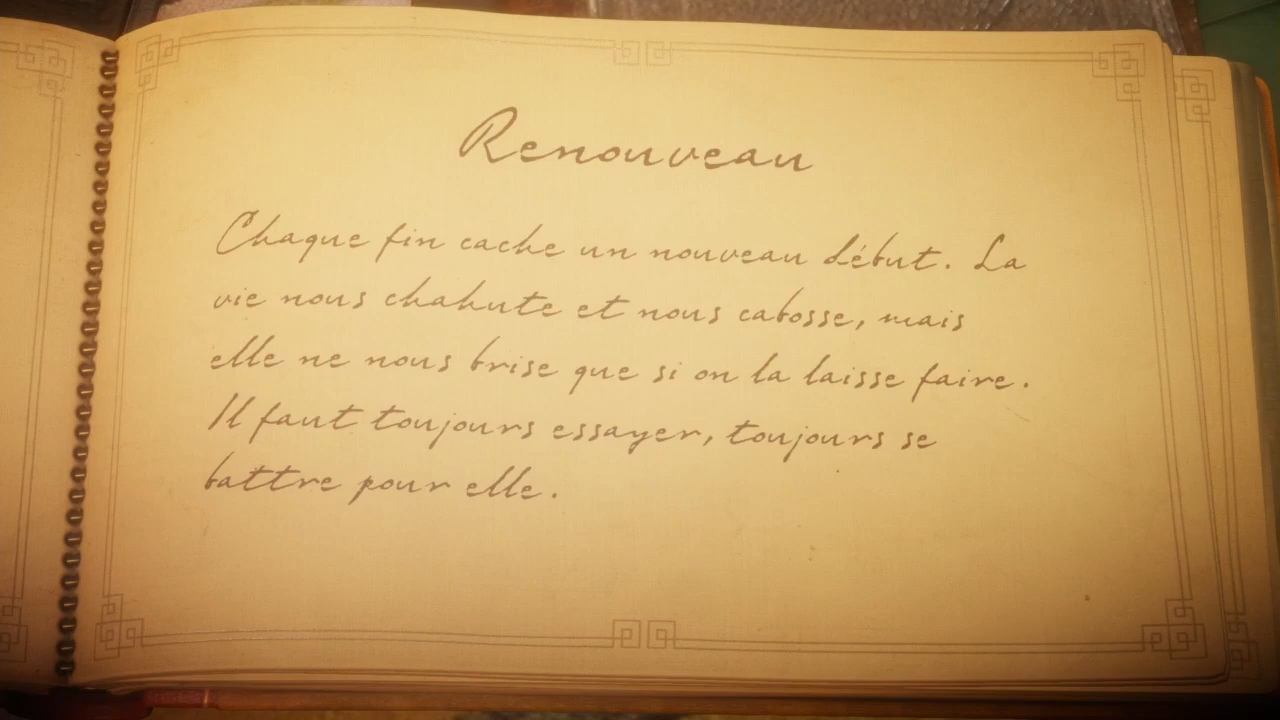 Renouveau
Chaque fin cache un nouveau début. La
vie nous chahute et nous cabosse, mais
elle ne nous brise que si on la laisse faire.
Il faut toujours essayer, toujours se
battre pour elle.